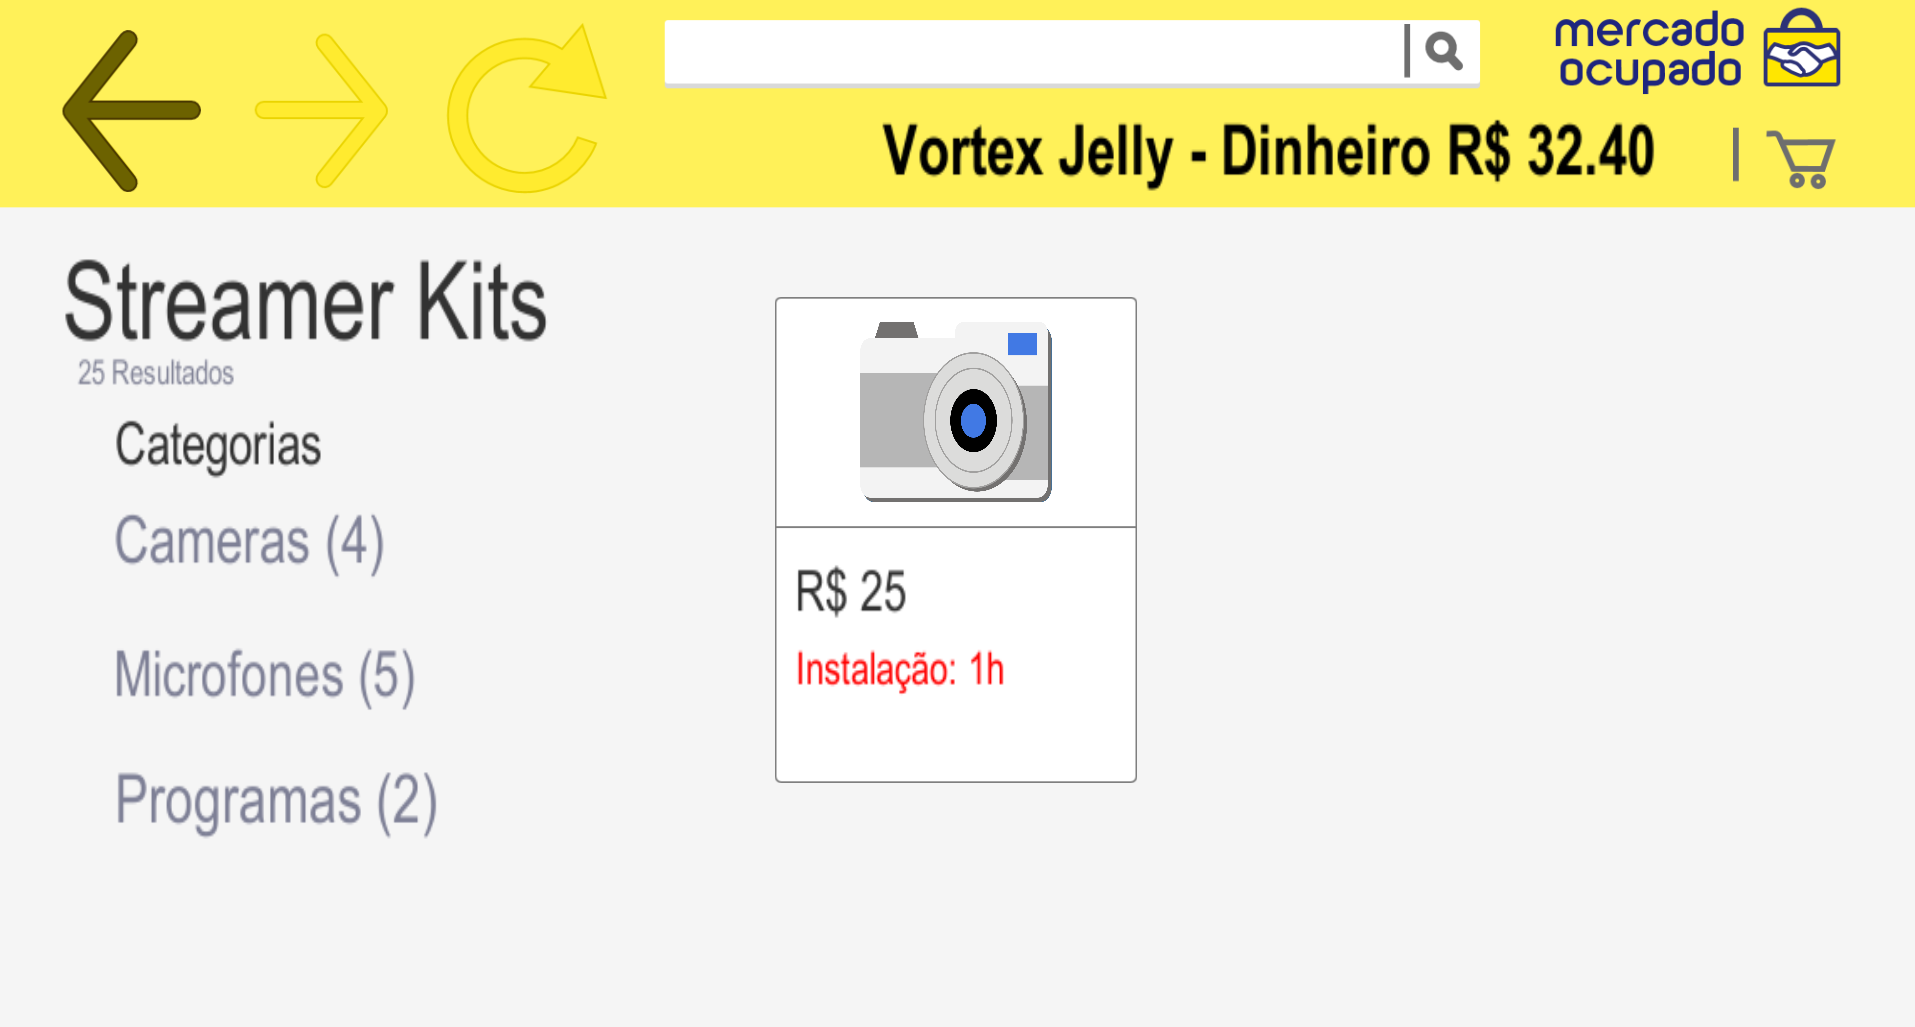 mercado
ocupado
Vortex Jelly - Dinheiro R$ 32.40
Streamer Kits
25 Resultados
Categorias
Cameras (4)
Microfones (5)
Programas (2)
R$ 25
Instalação: 1h